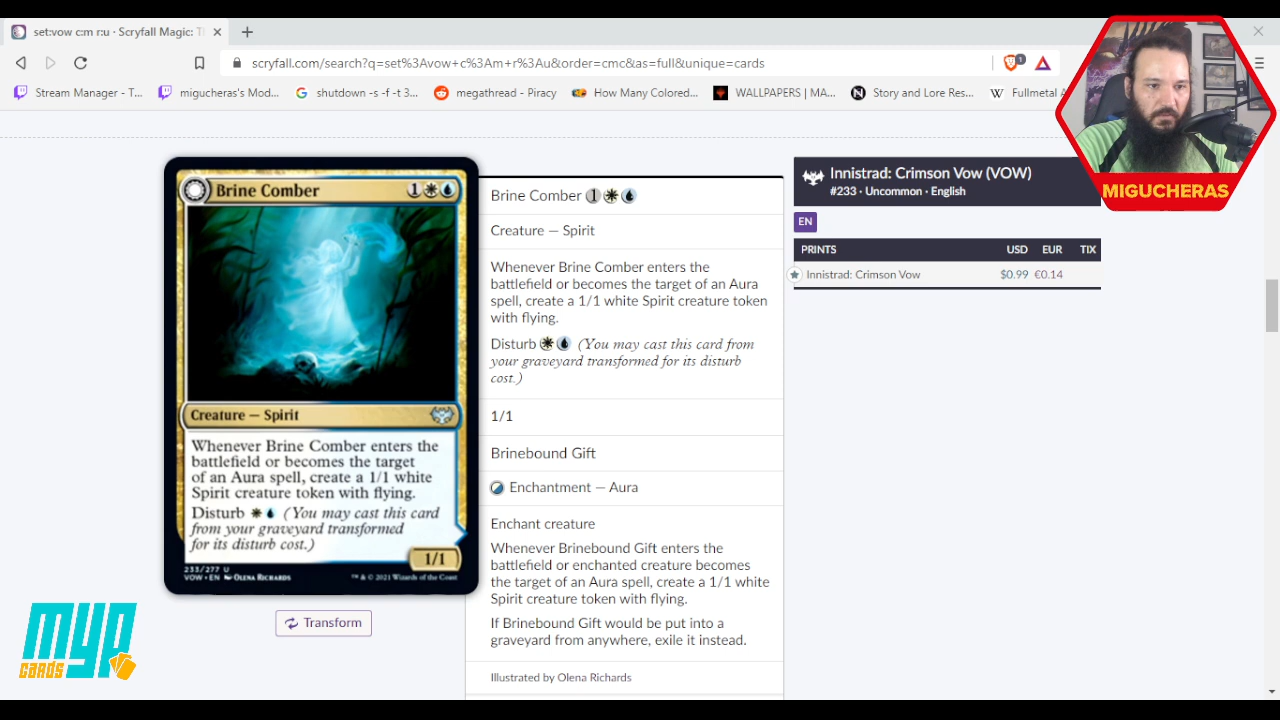 set:vow c:m r:u · Scryfall Magic: T
scryfall.com/search?q=set%3Avow+c%3Am+r%3Au&order=cmc&as=full&unique=cards
1
Stream Manager - T...
migucheras's Mod...
shutdown -s -f -t 3...
megathread - Piracy
How Many Colored...
WALLPAPERS | MA...
Story and Lore Res...
Fullmetal A
MIGUCHERAS
Brine Comber 1
Creature — Spirit
Whenever Brine Comber enters the
battlefield or becomes the target
of an Aura spell, create a 1/1 white
Spirit creature token with flying.
Disturb (You may cast this card
from your graveyard transformed
for its disturb cost.)
1/1
233/277 U
VOW • EN OLENA RICHARDS
™ & © 2021 Wizards of the Coast
Transform
Brine Comber 1
Creature — Spirit
Whenever Brine Comber enters the
battlefield or becomes the target of an Aura
spell, create a 1/1 white Spirit creature token
with flying.
Disturb (You may cast this card from
your graveyard transformed for its disturb
cost.)
1/1
Brinebound Gift
Enchantment — Aura
Enchant creature
Whenever Brinebound Gift enters the
battlefield or enchanted creature becomes
the target of an Aura spell, create a 1/1 white
Spirit creature token with flying.
If Brinebound Gift would be put into a
graveyard from anywhere, exile it instead.
Illustrated by Olena Richards
Innistrad: Crimson Vow (VOW)
#233 · Uncommon · English
EN
PRINTS USD EUR TIX
Innistrad: Crimson Vow $0.99 €0.14
MYP
CARDS